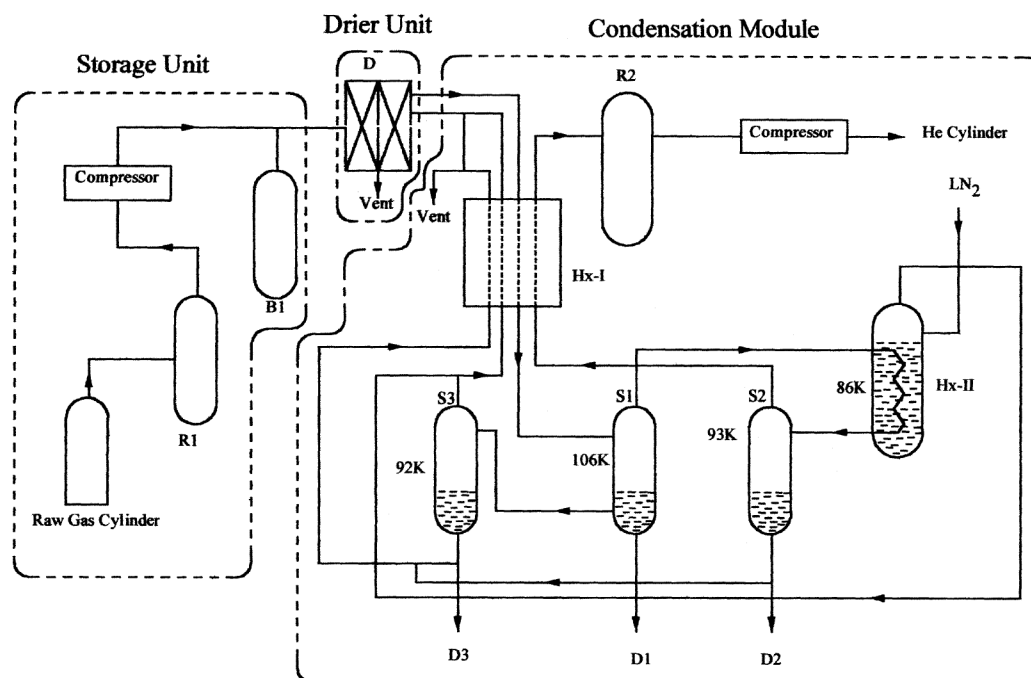 Drier Unit
Condensation Module
Storage Unit
D
R2
Compressor
He Cylinder
Compressor
LN2
Vent
Vent
Hx-I
B1
R1
S3
S1
S2
86K
Hx-II
92K
106K
93K
Raw Gas Cylinder
D3
D1
D2